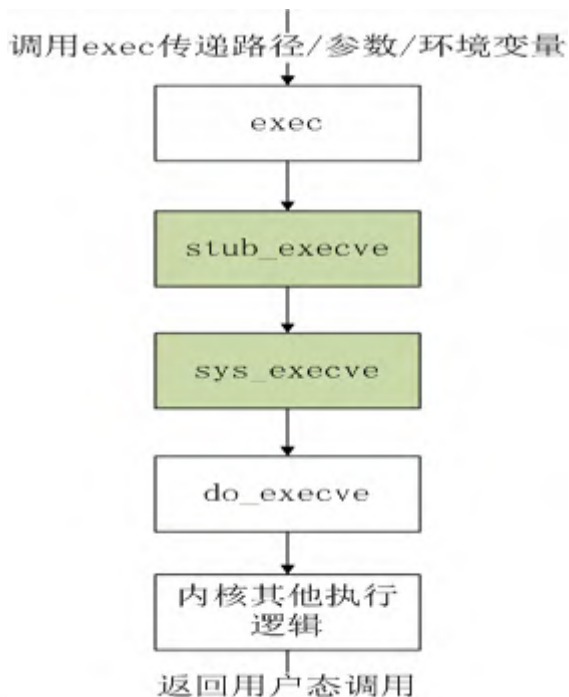 调用exec传递路径/参数/环境变量
exec
stub_execve
sys_execve
do_execve
内核其他执行
逻辑
返回用户态调用